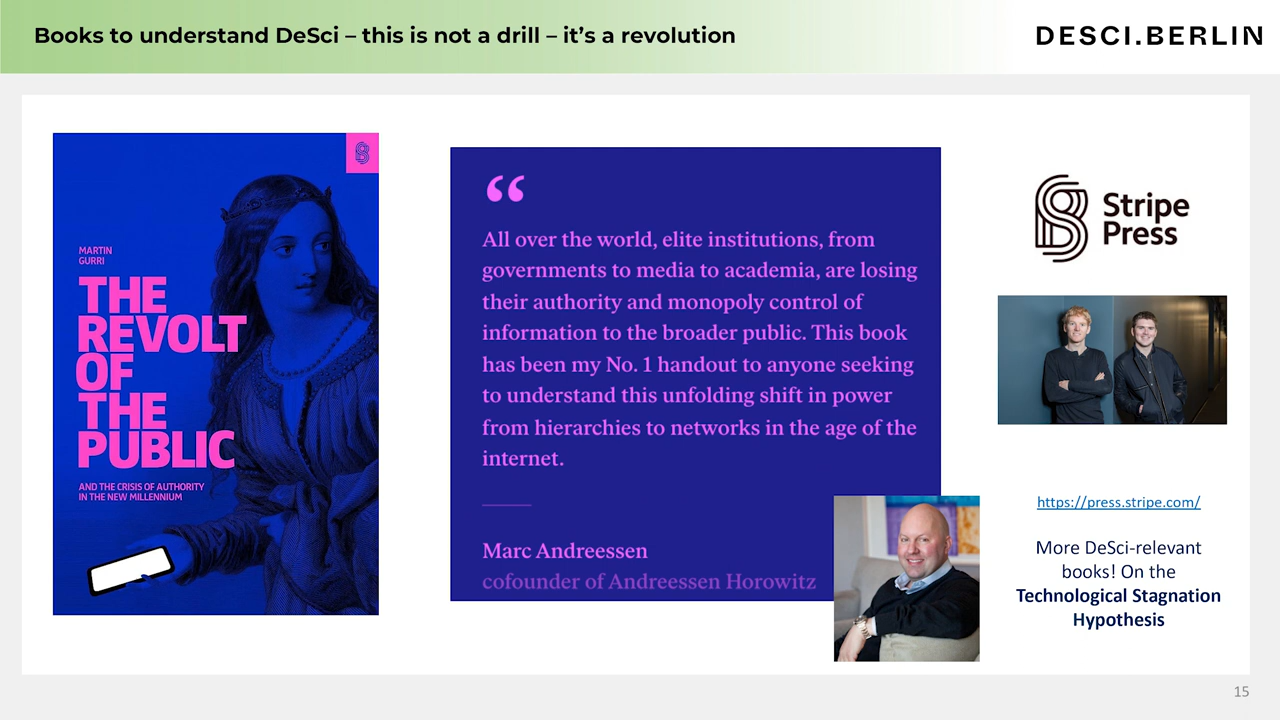 Books to understand DeSci – this is not a drill – it’s a revolution
DESCI.BERLIN
MARTIN
GURRI
THE
REVOLT
OF
THE
PUBLIC
AND THE CRISIS OF AUTHORITY
IN THE NEW MILLENNIUM
“
All over the world, elite institutions, from
governments to media to academia, are losing
their authority and monopoly control of
information to the broader public. This book
has been my No. 1 handout to anyone seeking
to understand this unfolding shift in power
from hierarchies to networks in the age of the
internet.
Marc Andreessen
cofounder of Andreessen Horowitz
Stripe
Press
https://press.stripe.com/
More DeSci-relevant
books! On the
Technological Stagnation
Hypothesis
15